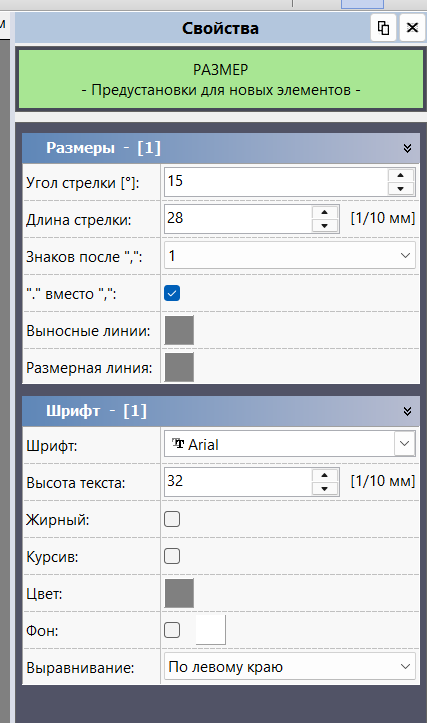 м
Свойства
РАЗМЕР
- Предустановки для новых элементов -
Размеры - [1]
Угол стрелки [°]: 15
Длина стрелки: 28 [1/10 мм]
Знаков после ",": 1
"." вместо ",":
Выносные линии:
Размерная линия:
Шрифт - [1]
Шрифт: Arial
Высота текста: 32 [1/10 мм]
Жирный:
Курсив:
Цвет:
Фон:
Выравнивание: По левому краю